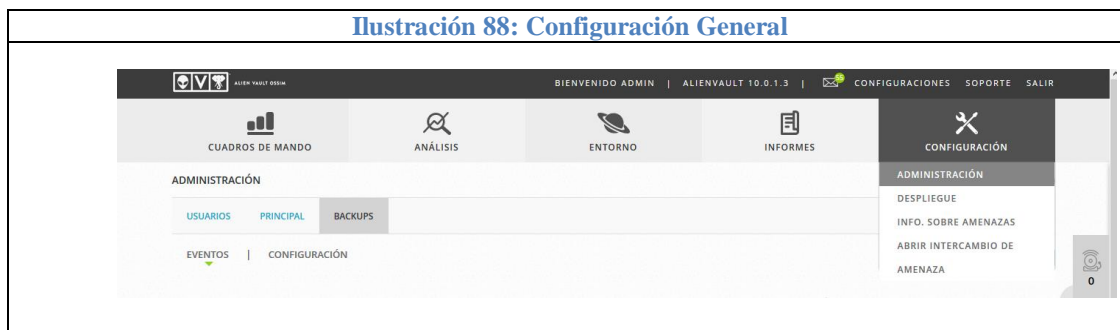 Ilustración 88: Configuración General
ALIEN VAULT OSSIM
BIENVENIDO ADMIN | ALIENVAULT 10.0.1.3 | CONFIGURACIONES SOPORTE SALIR
CUADROS DE MANDO ANÁLISIS ENTORNO INFORMES CONFIGURACIÓN
ADMINISTRACIÓN
USUARIOS PRINCIPAL BACKUPS
EVENTOS | CONFIGURACIÓN
ADMINISTRACIÓN
DESPLIEGUE
INFO. SOBRE AMENAZAS
ABRIR INTERCAMBIO DE
AMENAZA
0